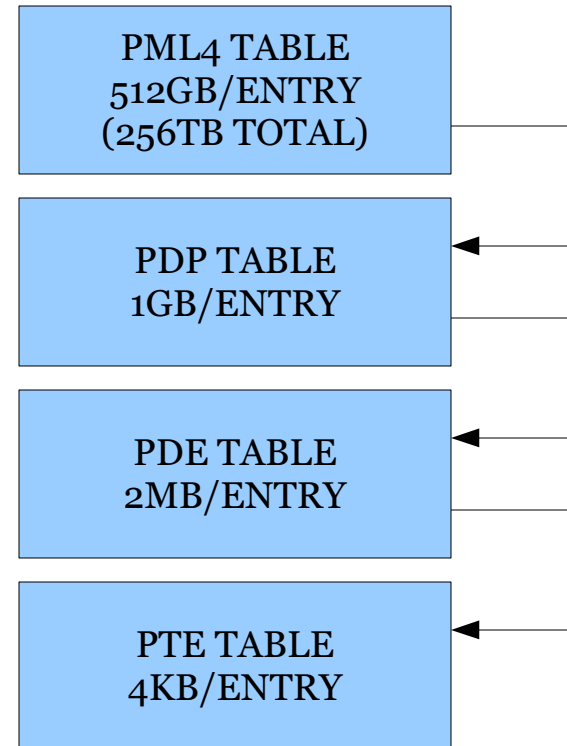 PML4 TABLE
512GB/ENTRY
(256TB TOTAL)
PDP TABLE
1GB/ENTRY
PDE TABLE
2MB/ENTRY
PTE TABLE
4KB/ENTRY